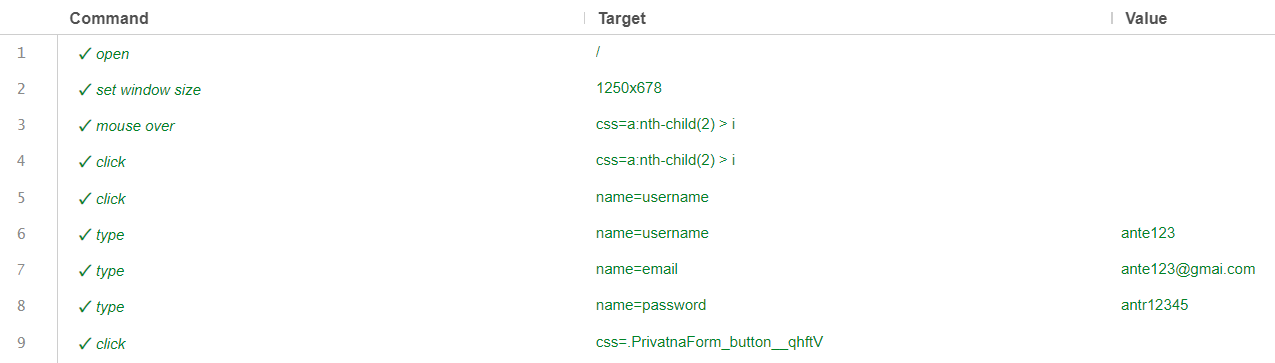 Command Target Value
1 ✓ open /
2 ✓ set window size 1250x678
3 ✓ mouse over css=a:nth-child(2) > i
4 ✓ click css=a:nth-child(2) > i
5 ✓ click name=username
6 ✓ type name=username ante123
7 ✓ type name=email ante123@gmai.com
8 ✓ type name=password antr12345
9 ✓ click css=.PrivatnaForm_button__qhftV